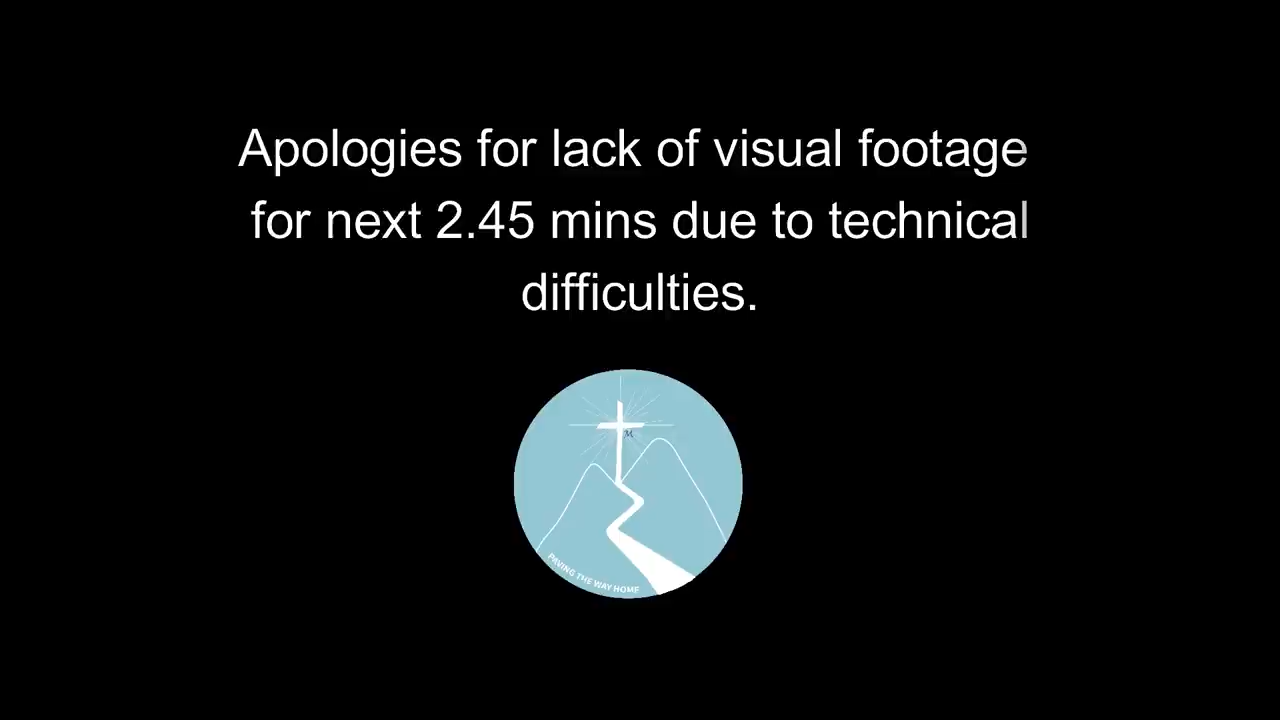 Apologies for lack of visual footage
for next 2.45 mins due to technical
difficulties.
M
PAVING THE WAY HOME